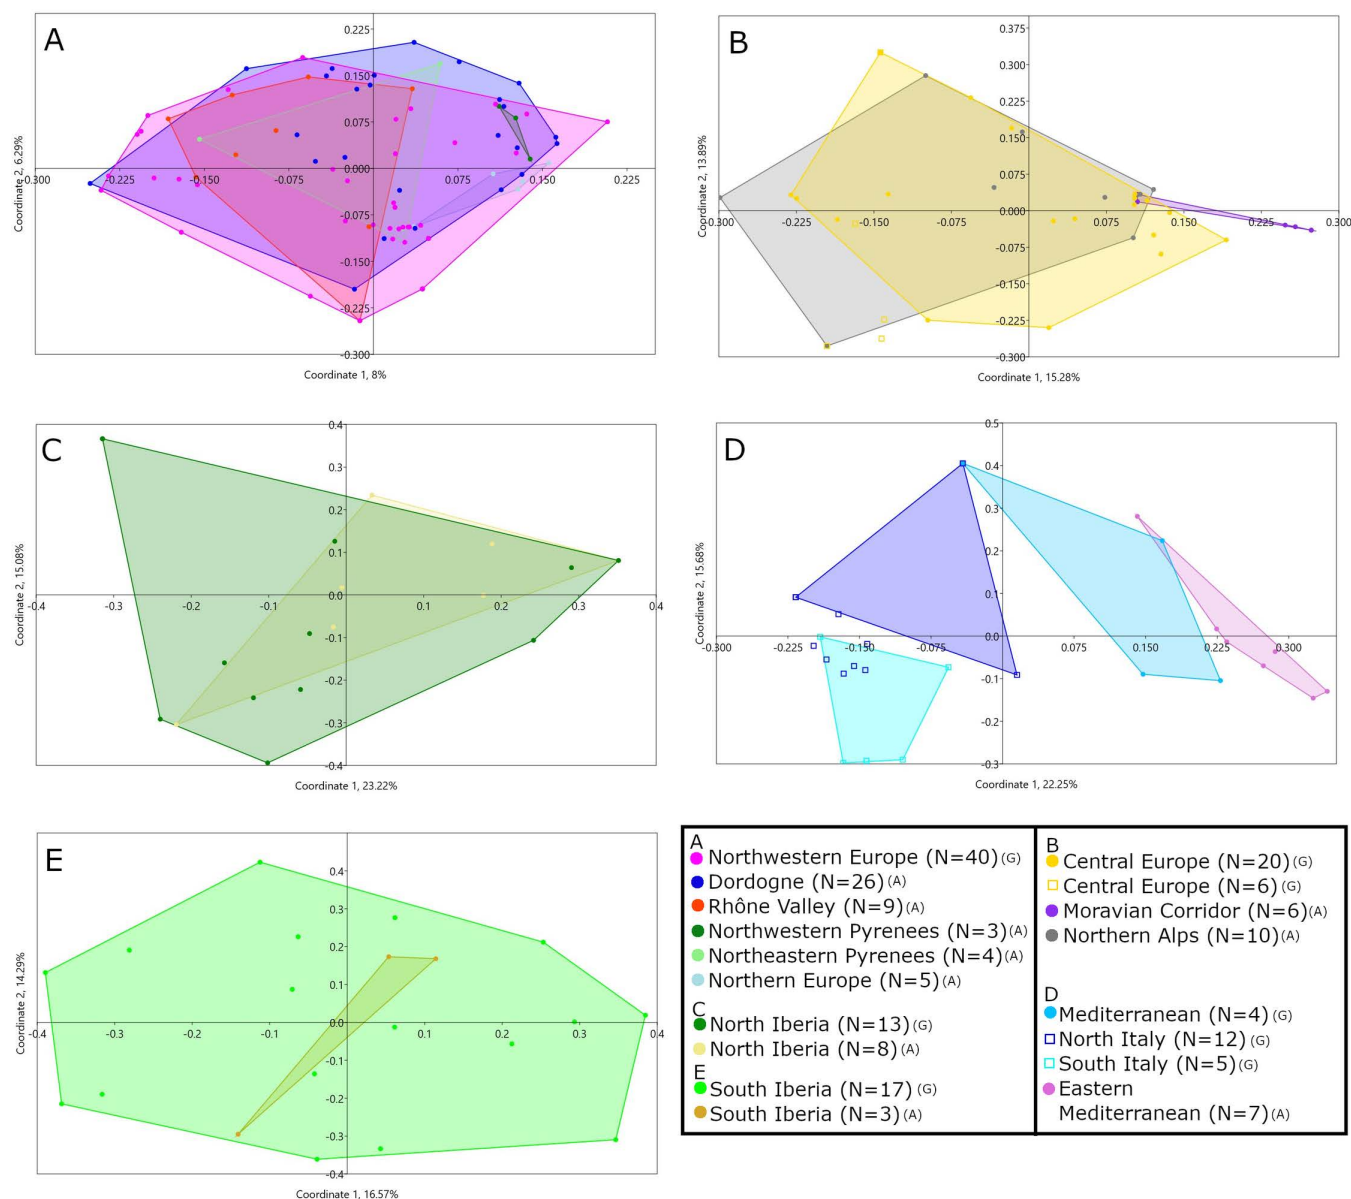 A
0.225
0.150
0.075
0.000
-0.300
-0.225
-0.150
-0.075
0.075
0.150
0.225
-0.075
-0.150
-0.225
-0.300
Coordinate 2, 6.29%
Coordinate 1, 8%
B
0.375
0.300
0.225
0.150
0.075
0.000
-0.300
-0.225
-0.150
-0.075
0.075
0.150
0.225
0.300
-0.075
-0.150
-0.225
-0.300
Coordinate 2, 13.89%
Coordinate 1, 15.28%
C
0.4
0.3
0.2
0.1
0.0
-0.4
-0.3
-0.2
-0.1
0.1
0.2
0.3
0.4
-0.1
-0.2
-0.3
-0.4
Coordinate 2, 15.08%
Coordinate 1, 23.22%
D
0.5
0.4
0.3
0.2
0.1
0.0
-0.300
-0.225
-0.150
-0.075
0.075
0.150
0.225
0.300
-0.1
-0.2
-0.3
Coordinate 2, 15.68%
Coordinate 1, 22.25%
E
0.4
0.3
0.2
0.1
0.0
-0.4
-0.3
-0.2
-0.1
0.1
0.2
0.3
0.4
-0.1
-0.2
-0.3
-0.4
Coordinate 2, 14.29%
Coordinate 1, 16.57%
A
Northwestern Europe (N=40) (G)
Dordogne (N=26) (A)
Rhône Valley (N=9) (A)
Northwestern Pyrenees (N=3) (A)
Northeastern Pyrenees (N=4) (A)
Northern Europe (N=5) (A)
C
North Iberia (N=13) (G)
North Iberia (N=8) (A)
E
South Iberia (N=17) (G)
South Iberia (N=3) (A)
B
Central Europe (N=20) (G)
Central Europe (N=6) (G)
Moravian Corridor (N=6) (A)
Northern Alps (N=10) (A)
D
Mediterranean (N=4) (G)
North Italy (N=12) (G)
South Italy (N=5) (G)
Eastern
Mediterranean (N=7) (A)